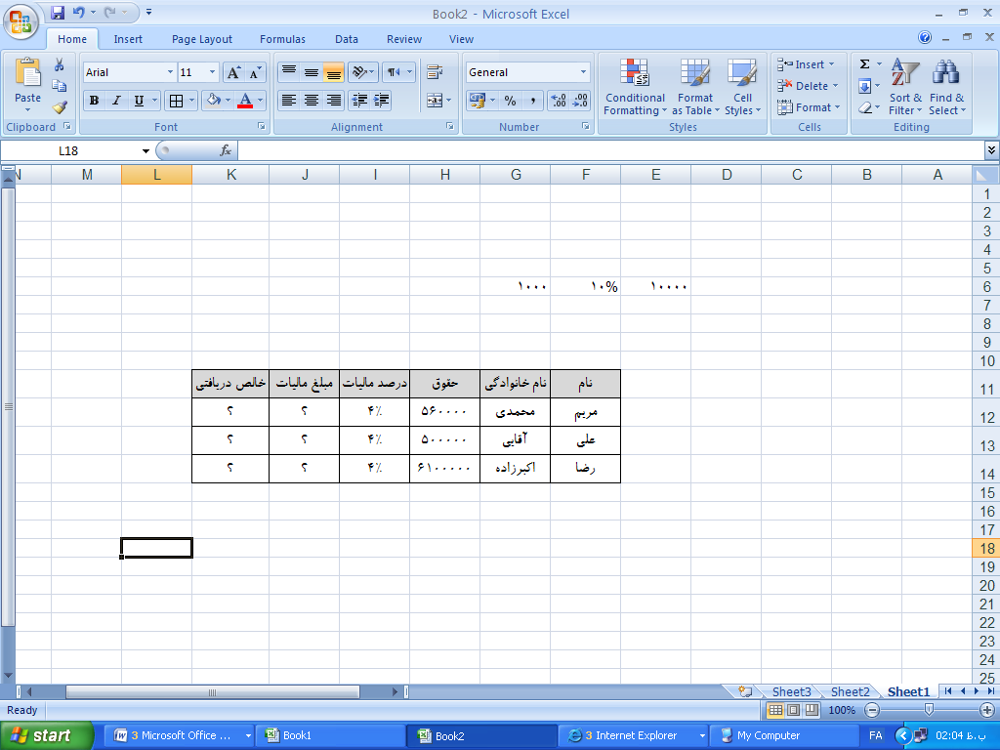 Book2 - Microsoft Excel
Home Insert Page Layout Formulas Data Review View
Paste
Clipboard
Arial 11
B I U
Font
Alignment
General
% ,
Number
Conditional Formatting
Format as Table
Cell Styles
Styles
Insert
Delete
Format
Cells
Σ
Sort & Filter
Find & Select
Editing
L18 fx
N M L K J I H G F E D C B A
1
2
3
4
5
۱۰۰۰۰ ۱۰% ۱۰۰۰ 6
7
8
9
10
نام نام خانوادگی حقوق درصد مالیات مبلغ مالیات خالص دریافتی 11
مریم محمدی ۵۶۰۰۰۰ ۴٪ ؟ ؟ 12
علی آقایی ۵۰۰۰۰۰ ۴٪ ؟ ؟ 13
رضا اکبرزاده ۶۱۰۰۰۰۰ ۴٪ ؟ ؟ 14
15
16
17
18
19
20
21
22
23
24
25
Sheet3 Sheet2 Sheet1
Ready 100%
start 3 Microsoft Office ... Book1 Book2 3 Internet Explorer My Computer FA 02:04 ب.ظ